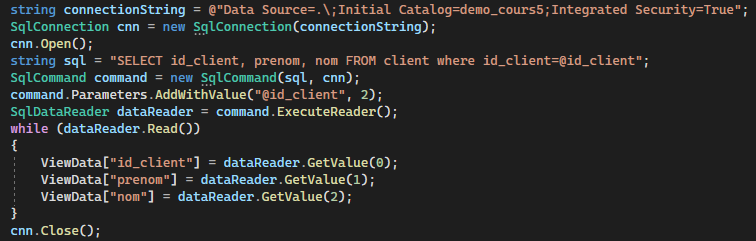 string connectionString = @"Data Source=.\;Initial Catalog=demo_cours5;Integrated Security=True";
SqlConnection cnn = new SqlConnection(connectionString);
cnn.Open();
string sql = "SELECT id_client, prenom, nom FROM client where id_client=@id_client";
SqlCommand command = new SqlCommand(sql, cnn);
command.Parameters.AddWithValue("@id_client", 2);
SqlDataReader dataReader = command.ExecuteReader();
while (dataReader.Read())
{
    ViewData["id_client"] = dataReader.GetValue(0);
    ViewData["prenom"] = dataReader.GetValue(1);
    ViewData["nom"] = dataReader.GetValue(2);
}
cnn.Close();